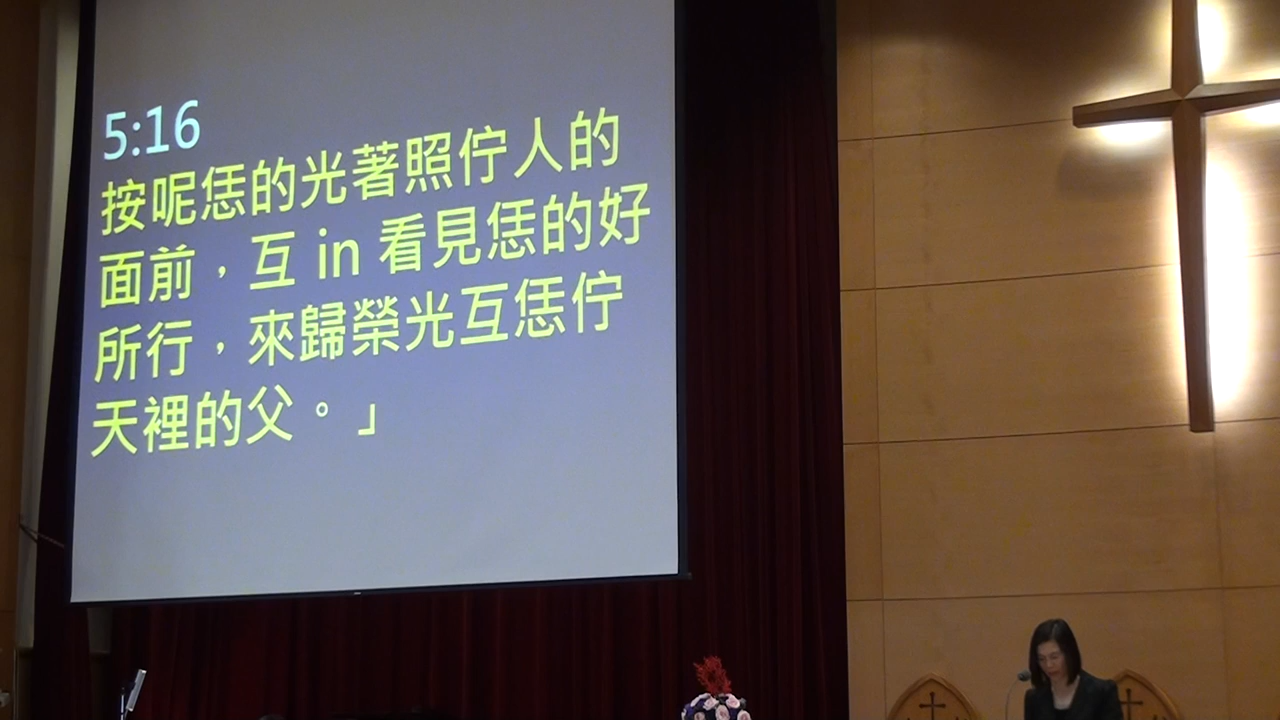 5:16
按呢恁的光著照佇人的
面前，互 in 看見恁的好
所行，來歸榮光互恁佇
天裡的父。」